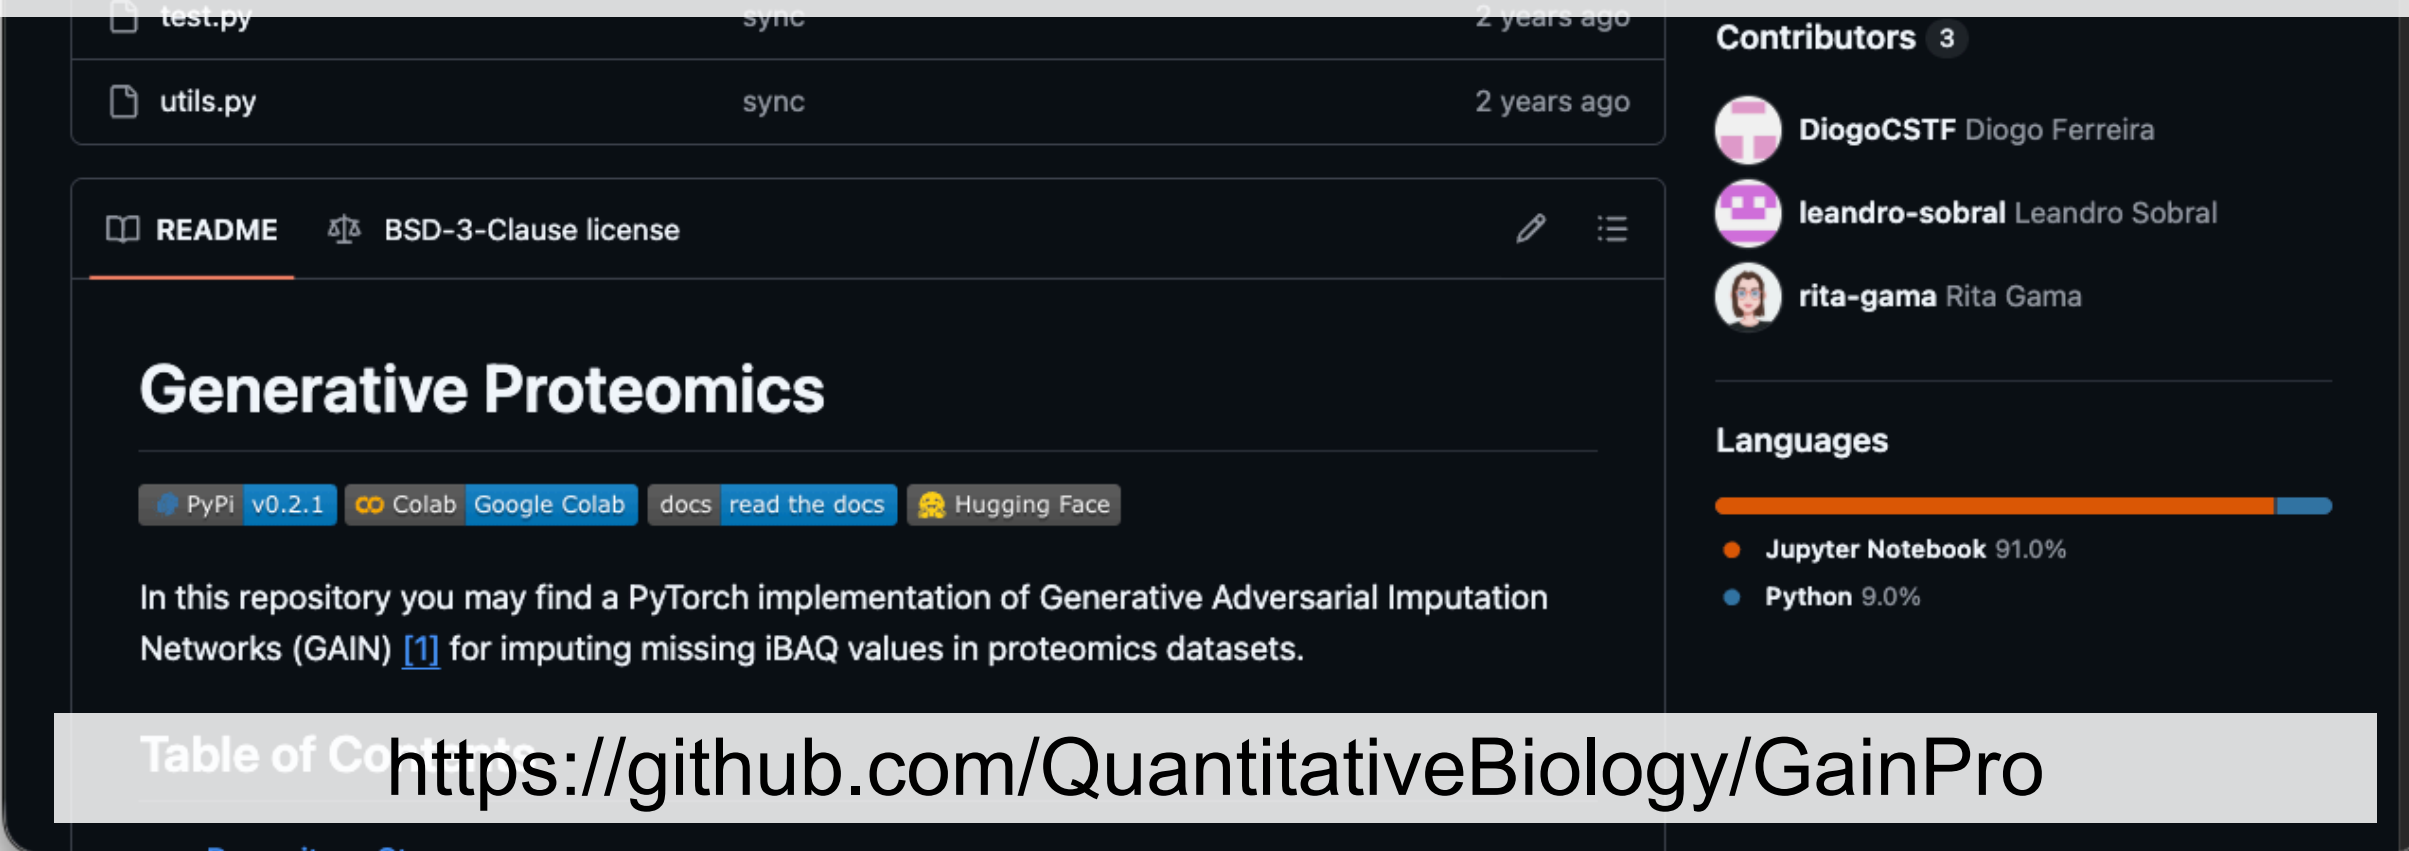 test.py sync 2 years ago
utils.py sync 2 years ago
README BSD-3-Clause license
Generative Proteomics
PyPi v0.2.1 Colab Google Colab docs read the docs Hugging Face
In this repository you may find a PyTorch implementation of Generative Adversarial Imputation
Networks (GAIN) [1] for imputing missing iBAQ values in proteomics datasets.
Table of Contents
https://github.com/QuantitativeBiology/GainPro
Contributors 3
DiogoCSTF Diogo Ferreira
leandro-sobral Leandro Sobral
rita-gama Rita Gama
Languages
Jupyter Notebook 91.0%
Python 9.0%